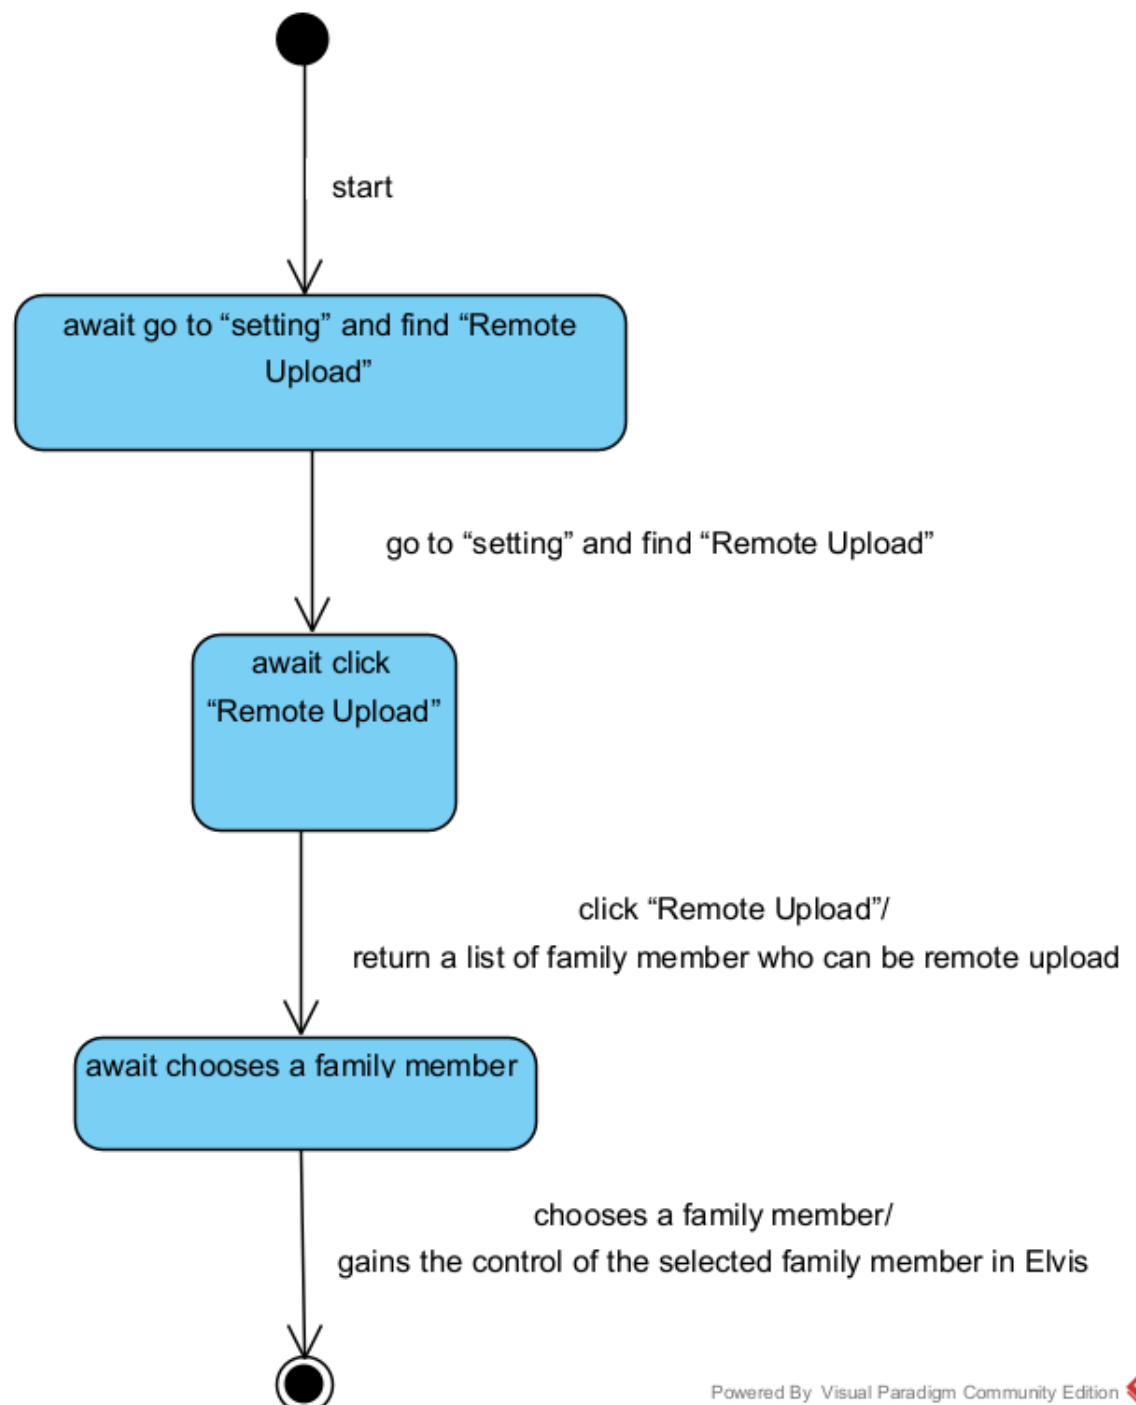 start
await go to “setting” and find “Remote
Upload”
go to “setting” and find “Remote Upload”
await click
“Remote Upload”
click “Remote Upload”/
return a list of family member who can be remote upload
await chooses a family member
chooses a family member/
gains the control of the selected family member in Elvis
Powered By Visual Paradigm Community Edition